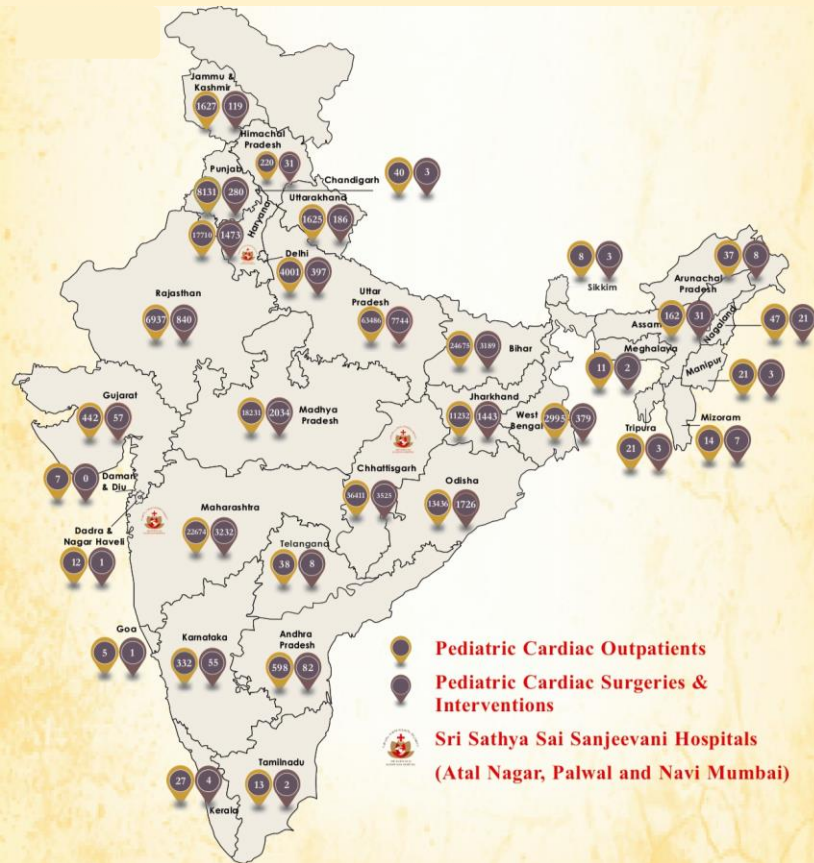 Jammu &
Kashmir
1627 119
Himachal
Pradesh
220 31
Punjab
8131 280
Chandigarh
40 3
Uttarakhand
1625 186
Haryana
17710 1473
Delhi
4001 397
Rajasthan
6937 840
Uttar
Pradesh
63486 7744
Bihar
24675 3189
Sikkim
8 3
Arunachal
Pradesh
37 8
Assam
162 31
Nagaland
47 21
Meghalaya
11 2
Manipur
21 3
Mizoram
14 7
Tripura
21 3
Gujarat
442 57
Madhya
Pradesh
18231 2034
Jharkhand
11232 1443
West
Bengal
2995 379
Daman
& Diu
7 0
Chhattisgarh
36411 3525
Odisha
13436 1726
Maharashtra
22674 3232
Dadra &
Nagar Haveli
12 1
Telangana
38 8
Goa
5 1
Karnataka
332 55
Andhra
Pradesh
598 82
Tamilnadu
13 2
Kerala
27 4
Pediatric Cardiac Outpatients
Pediatric Cardiac Surgeries &
Interventions
Sri Sathya Sai Sanjeevani Hospitals
(Atal Nagar, Palwal and Navi Mumbai)